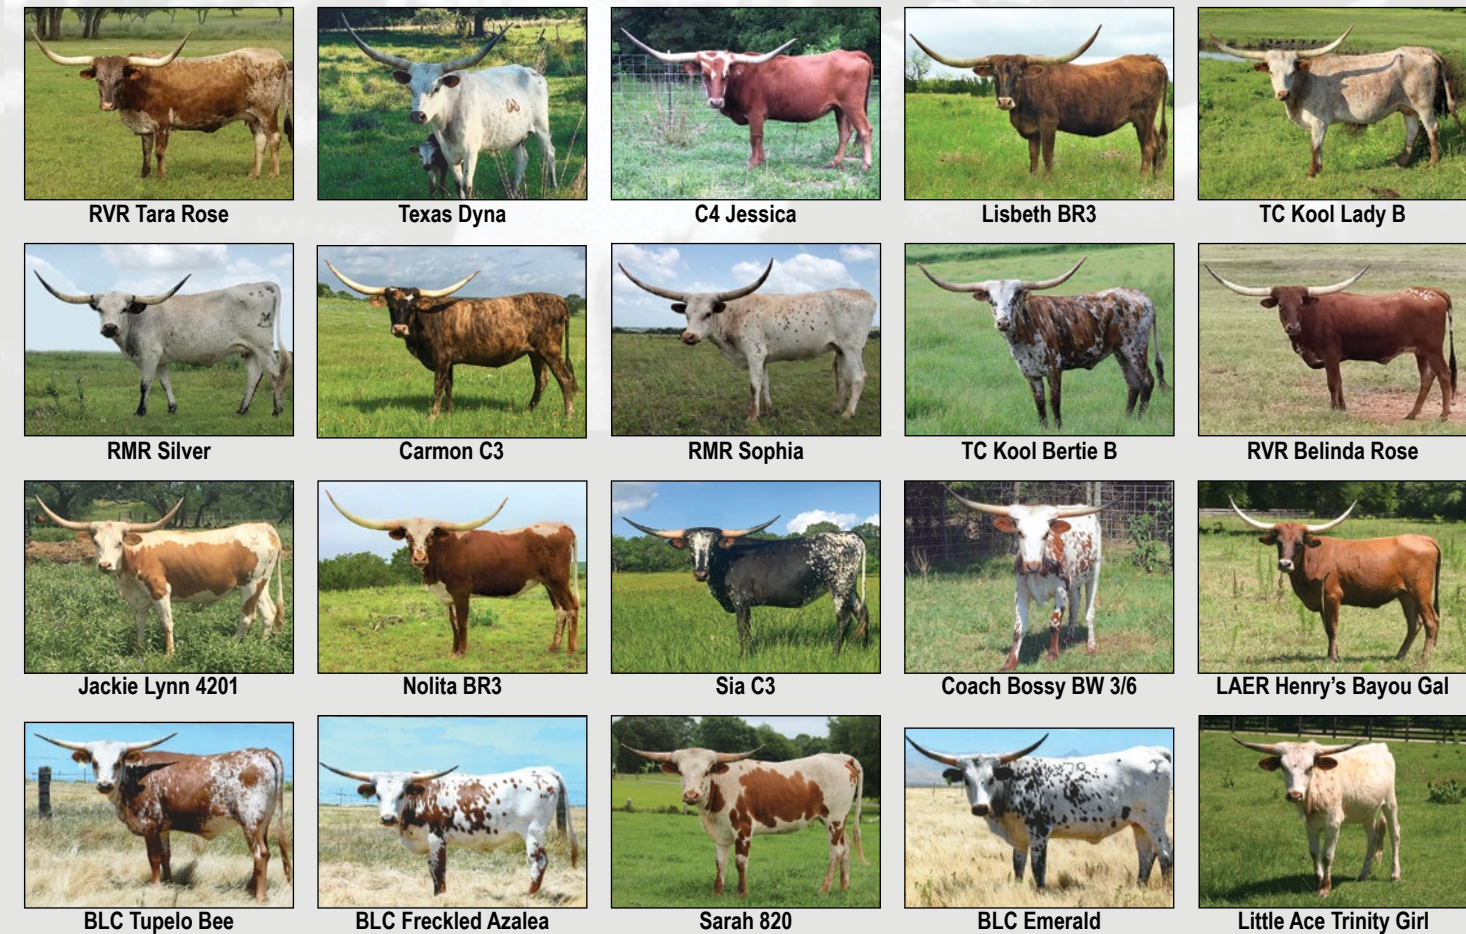 RVR Tara Rose
Texas Dyna
C4 Jessica
Lisbeth BR3
TC Kool Lady B
RMR Silver
Carmon C3
RMR Sophia
TC Kool Bertie B
RVR Belinda Rose
Jackie Lynn 4201
Nolita BR3
Sia C3
Coach Bossy BW 3/6
LAER Henry's Bayou Gal
BLC Tupelo Bee
BLC Freckled Azalea
Sarah 820
BLC Emerald
Little Ace Trinity Girl